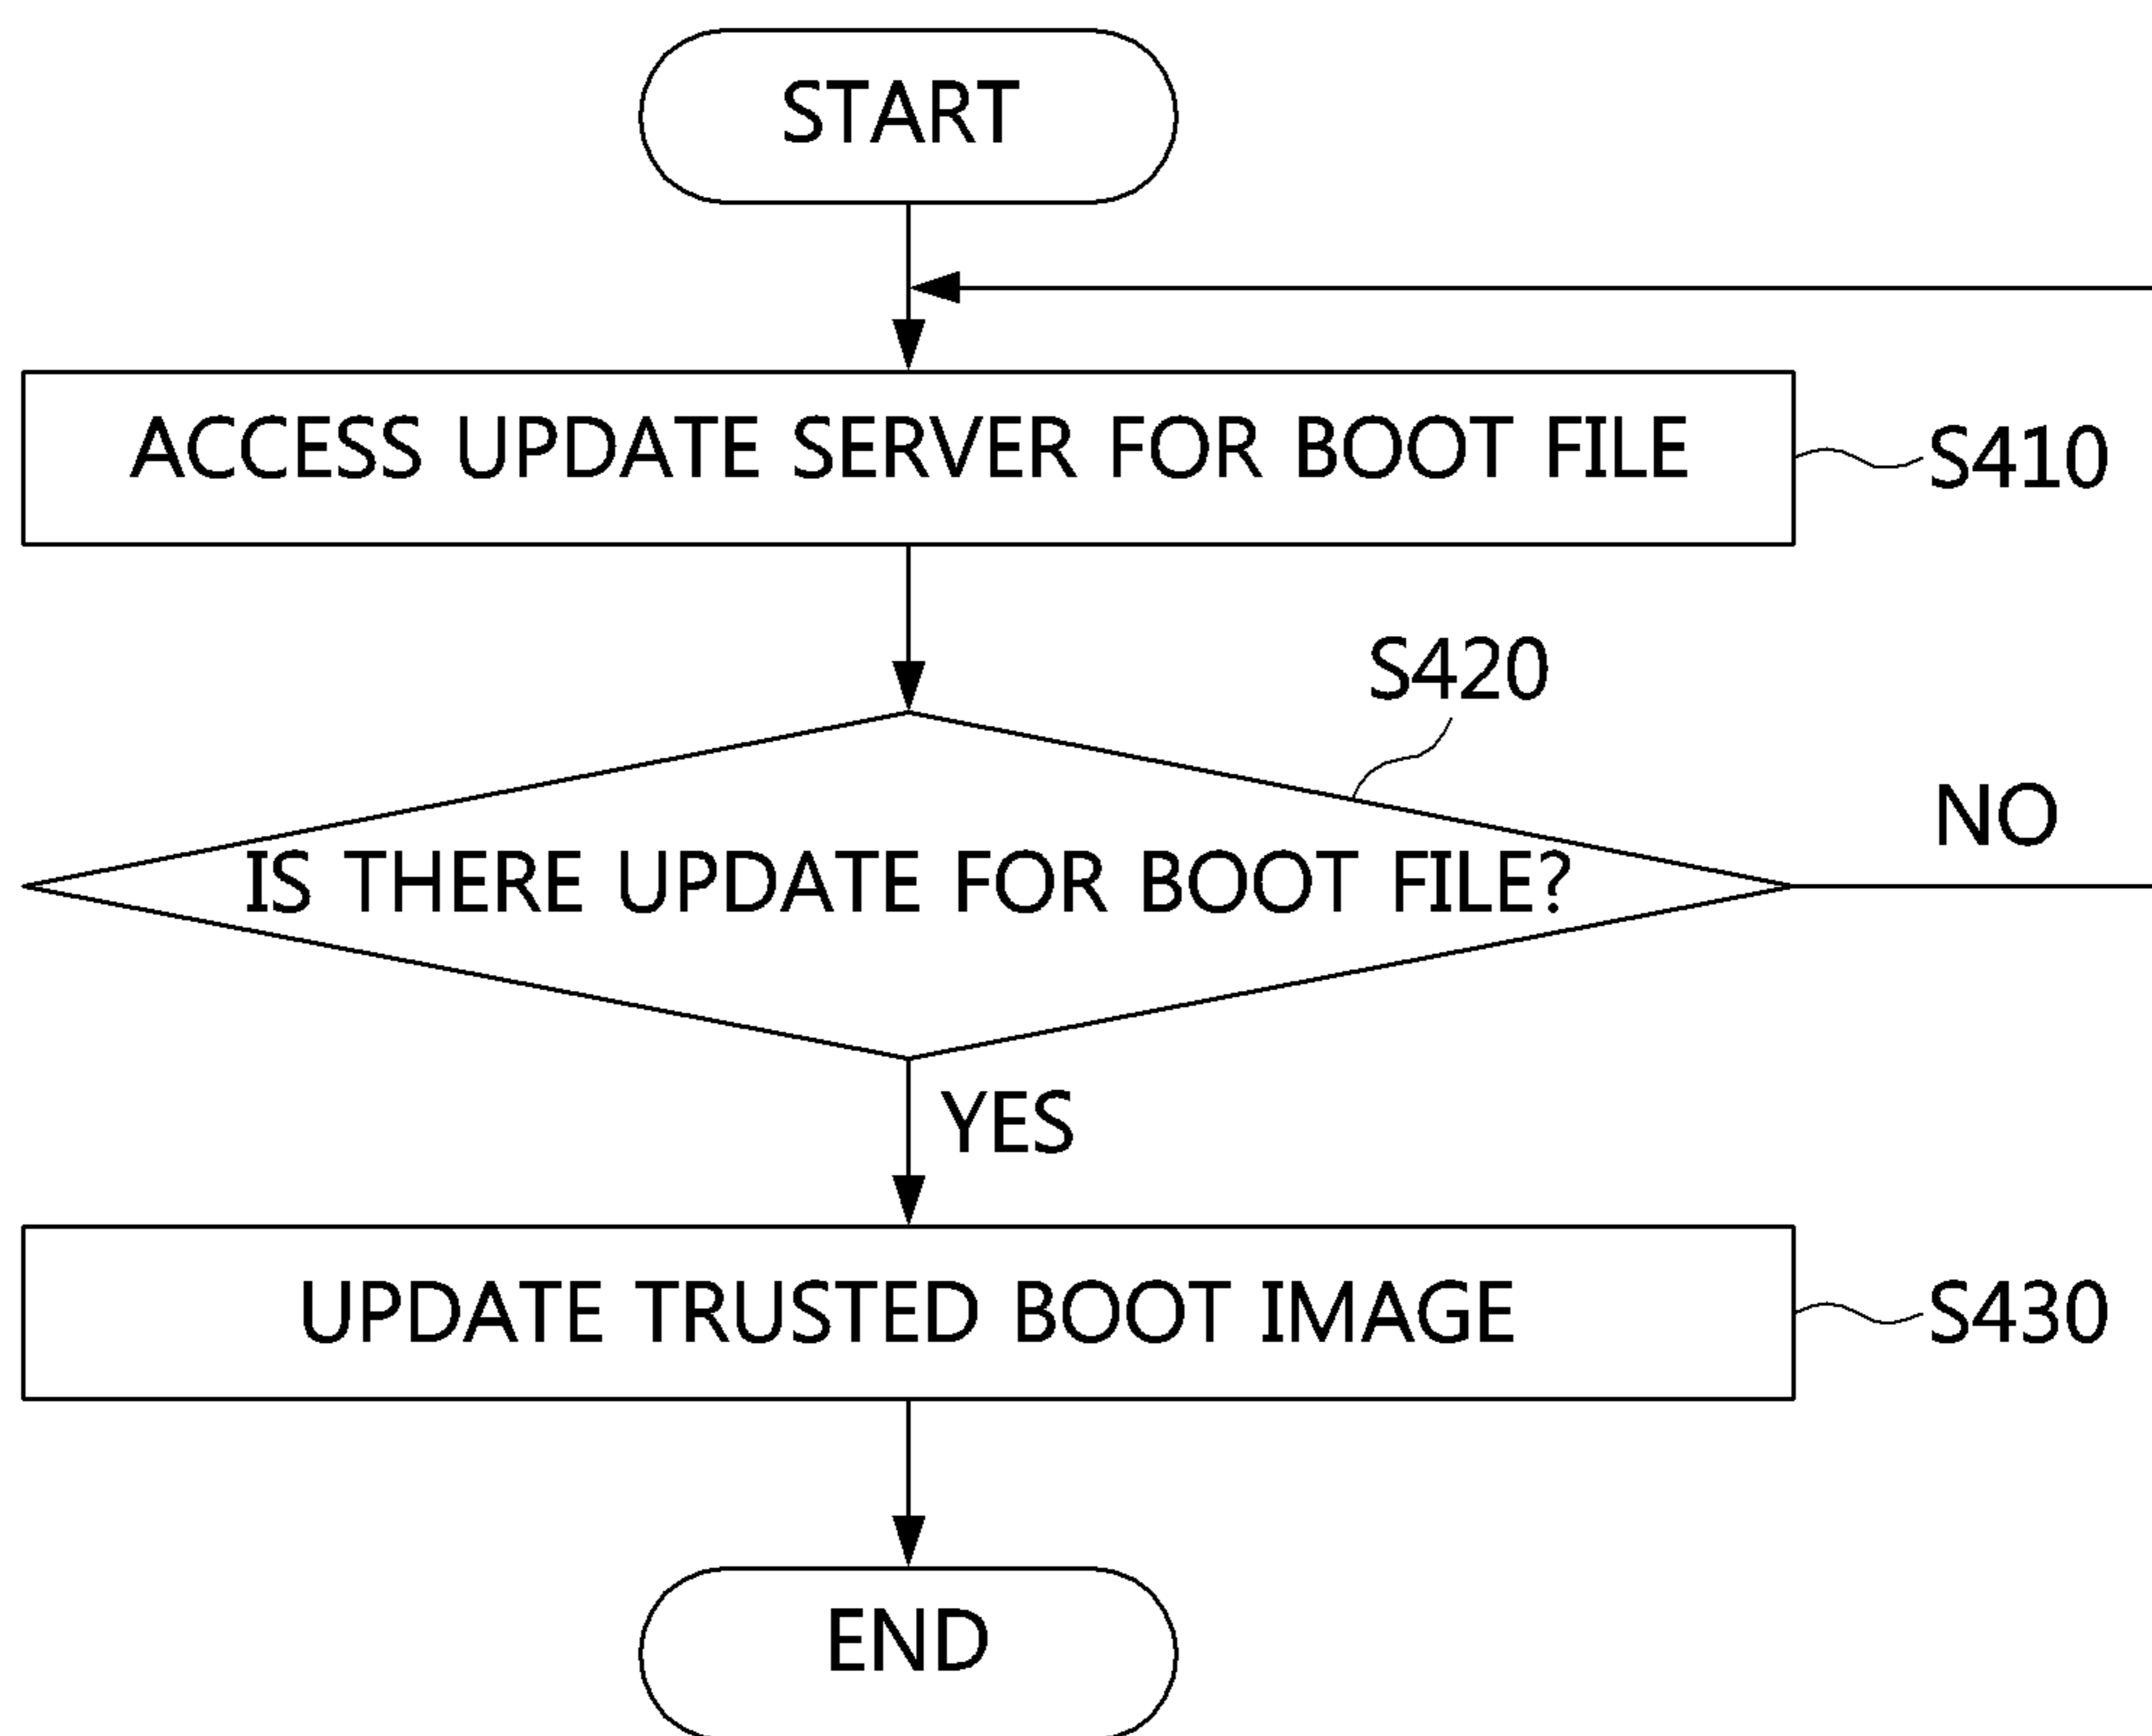 START
ACCESS UPDATE SERVER FOR BOOT FILE
S410
S420
NO
IS THERE UPDATE FOR BOOT FILE?
YES
UPDATE TRUSTED BOOT IMAGE
S430
END